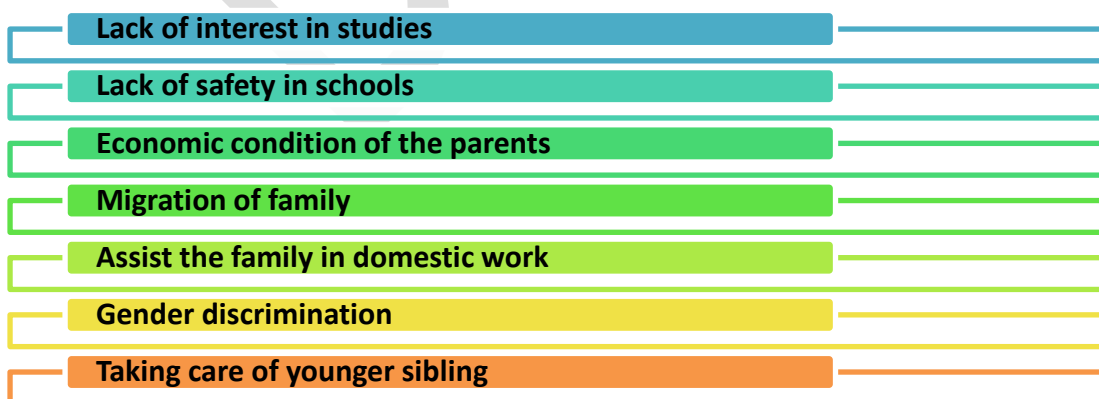 Lack of interest in studies
Lack of safety in schools
Economic condition of the parents
Migration of family
Assist the family in domestic work
Gender discrimination
Taking care of younger sibling